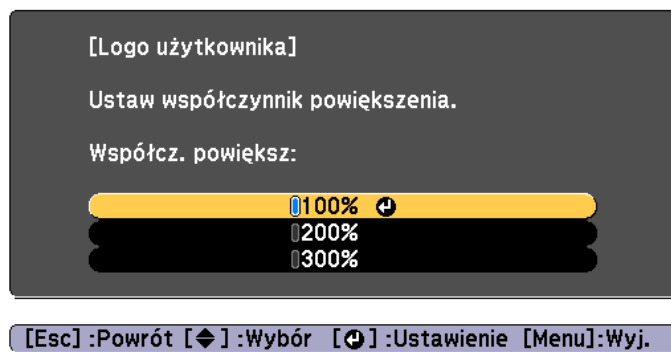 [Logo użytkownika]
Ustaw współczynnik powiększenia.
Współcz. powiększ:
100%
200%
300%
[Esc] :Powrót [◆] :Wybór [↵] :Ustawienie [Menu]:Wyj.